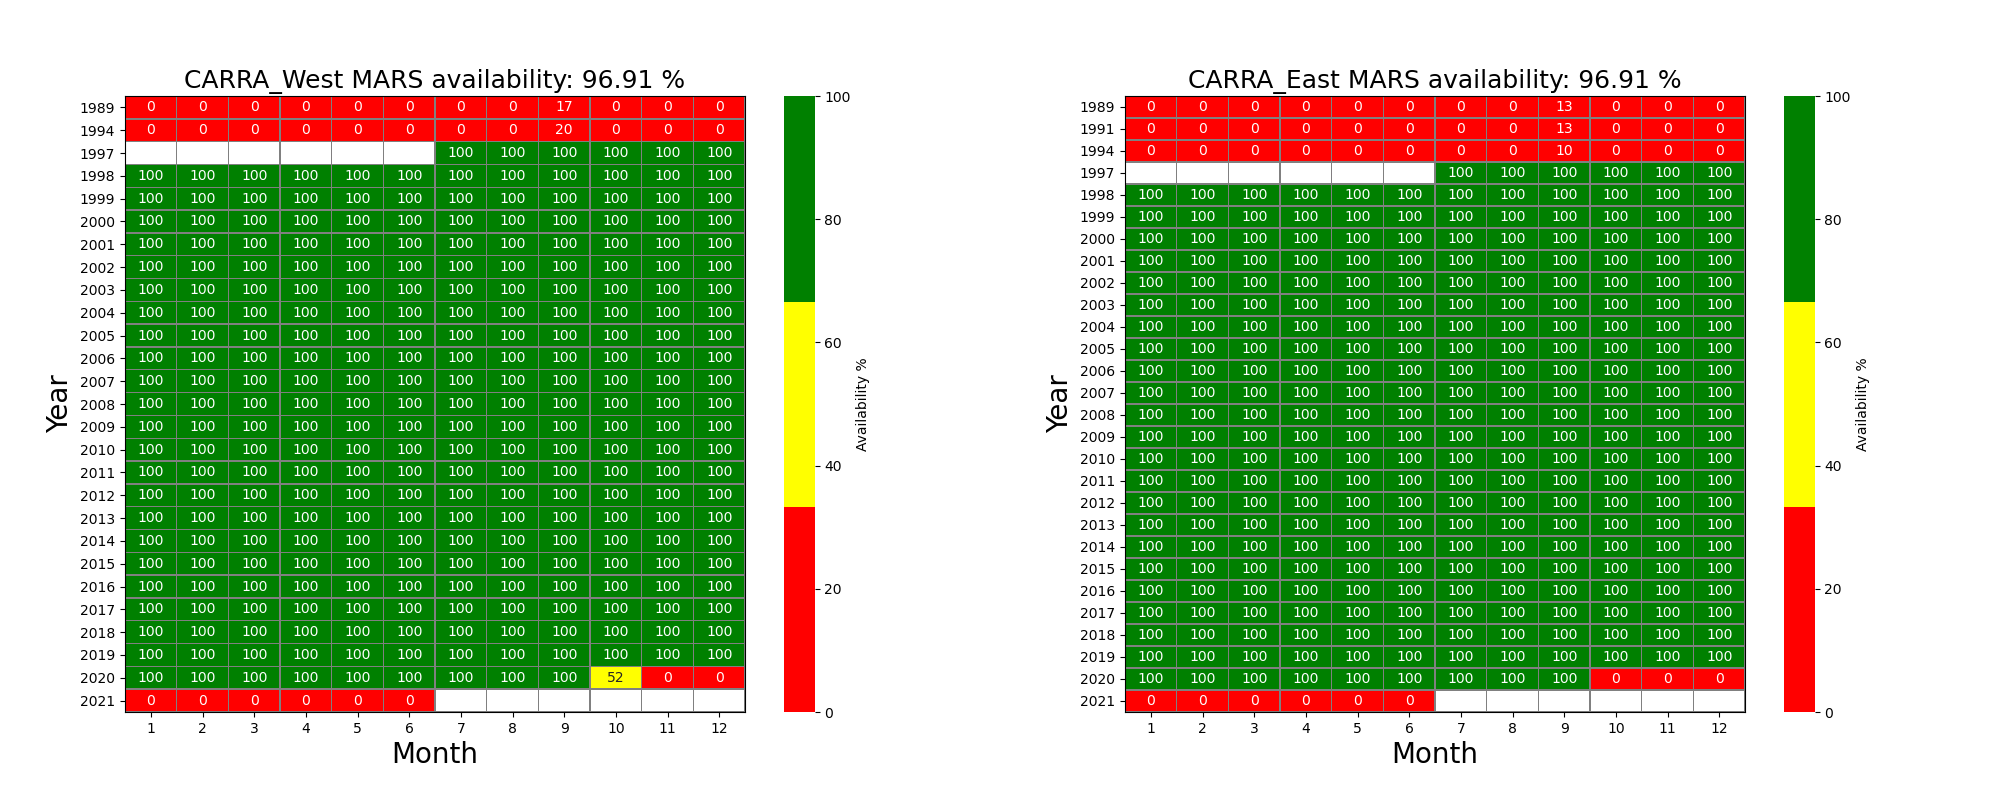 CARRA_West MARS availability: 96.91 %
1989 0 0 0 0 0 0 0 0 17 0 0 0
1994 0 0 0 0 0 0 0 0 20 0 0 0
1997 100 100 100 100 100 100
1998 100 100 100 100 100 100 100 100 100 100 100 100
1999 100 100 100 100 100 100 100 100 100 100 100 100
2000 100 100 100 100 100 100 100 100 100 100 100 100
2001 100 100 100 100 100 100 100 100 100 100 100 100
2002 100 100 100 100 100 100 100 100 100 100 100 100
2003 100 100 100 100 100 100 100 100 100 100 100 100
2004 100 100 100 100 100 100 100 100 100 100 100 100
2005 100 100 100 100 100 100 100 100 100 100 100 100
2006 100 100 100 100 100 100 100 100 100 100 100 100
2007 100 100 100 100 100 100 100 100 100 100 100 100
2008 100 100 100 100 100 100 100 100 100 100 100 100
2009 100 100 100 100 100 100 100 100 100 100 100 100
2010 100 100 100 100 100 100 100 100 100 100 100 100
2011 100 100 100 100 100 100 100 100 100 100 100 100
2012 100 100 100 100 100 100 100 100 100 100 100 100
2013 100 100 100 100 100 100 100 100 100 100 100 100
2014 100 100 100 100 100 100 100 100 100 100 100 100
2015 100 100 100 100 100 100 100 100 100 100 100 100
2016 100 100 100 100 100 100 100 100 100 100 100 100
2017 100 100 100 100 100 100 100 100 100 100 100 100
2018 100 100 100 100 100 100 100 100 100 100 100 100
2019 100 100 100 100 100 100 100 100 100 100 100 100
2020 100 100 100 100 100 100 100 100 100 52 0 0
2021 0 0 0 0 0 0
1 2 3 4 5 6 7 8 9 10 11 12
Month
Year
100
80
60
40
20
0
Availability %
CARRA_East MARS availability: 96.91 %
1989 0 0 0 0 0 0 0 0 13 0 0 0
1991 0 0 0 0 0 0 0 0 13 0 0 0
1994 0 0 0 0 0 0 0 0 10 0 0 0
1997 100 100 100 100 100 100
1998 100 100 100 100 100 100 100 100 100 100 100 100
1999 100 100 100 100 100 100 100 100 100 100 100 100
2000 100 100 100 100 100 100 100 100 100 100 100 100
2001 100 100 100 100 100 100 100 100 100 100 100 100
2002 100 100 100 100 100 100 100 100 100 100 100 100
2003 100 100 100 100 100 100 100 100 100 100 100 100
2004 100 100 100 100 100 100 100 100 100 100 100 100
2005 100 100 100 100 100 100 100 100 100 100 100 100
2006 100 100 100 100 100 100 100 100 100 100 100 100
2007 100 100 100 100 100 100 100 100 100 100 100 100
2008 100 100 100 100 100 100 100 100 100 100 100 100
2009 100 100 100 100 100 100 100 100 100 100 100 100
2010 100 100 100 100 100 100 100 100 100 100 100 100
2011 100 100 100 100 100 100 100 100 100 100 100 100
2012 100 100 100 100 100 100 100 100 100 100 100 100
2013 100 100 100 100 100 100 100 100 100 100 100 100
2014 100 100 100 100 100 100 100 100 100 100 100 100
2015 100 100 100 100 100 100 100 100 100 100 100 100
2016 100 100 100 100 100 100 100 100 100 100 100 100
2017 100 100 100 100 100 100 100 100 100 100 100 100
2018 100 100 100 100 100 100 100 100 100 100 100 100
2019 100 100 100 100 100 100 100 100 100 100 100 100
2020 100 100 100 100 100 100 100 100 100 0 0 0
2021 0 0 0 0 0 0
1 2 3 4 5 6 7 8 9 10 11 12
Month
Year
100
80
60
40
20
0
Availability %